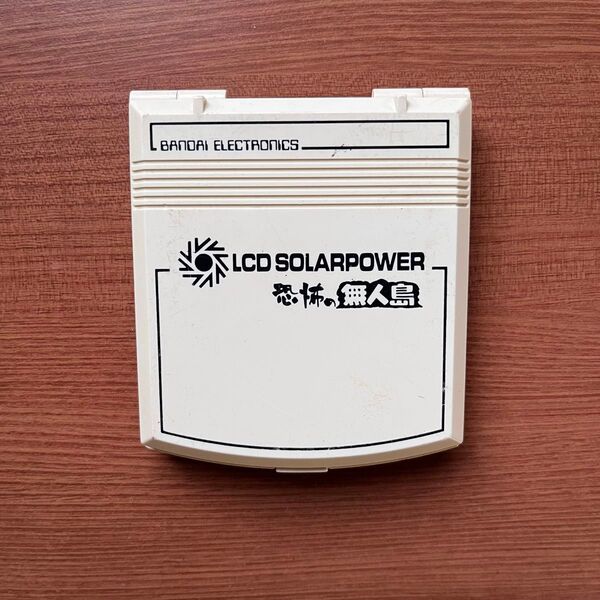 BANDAI ELECTRONICS
LCD SOLARPOWER
恐怖の無人島